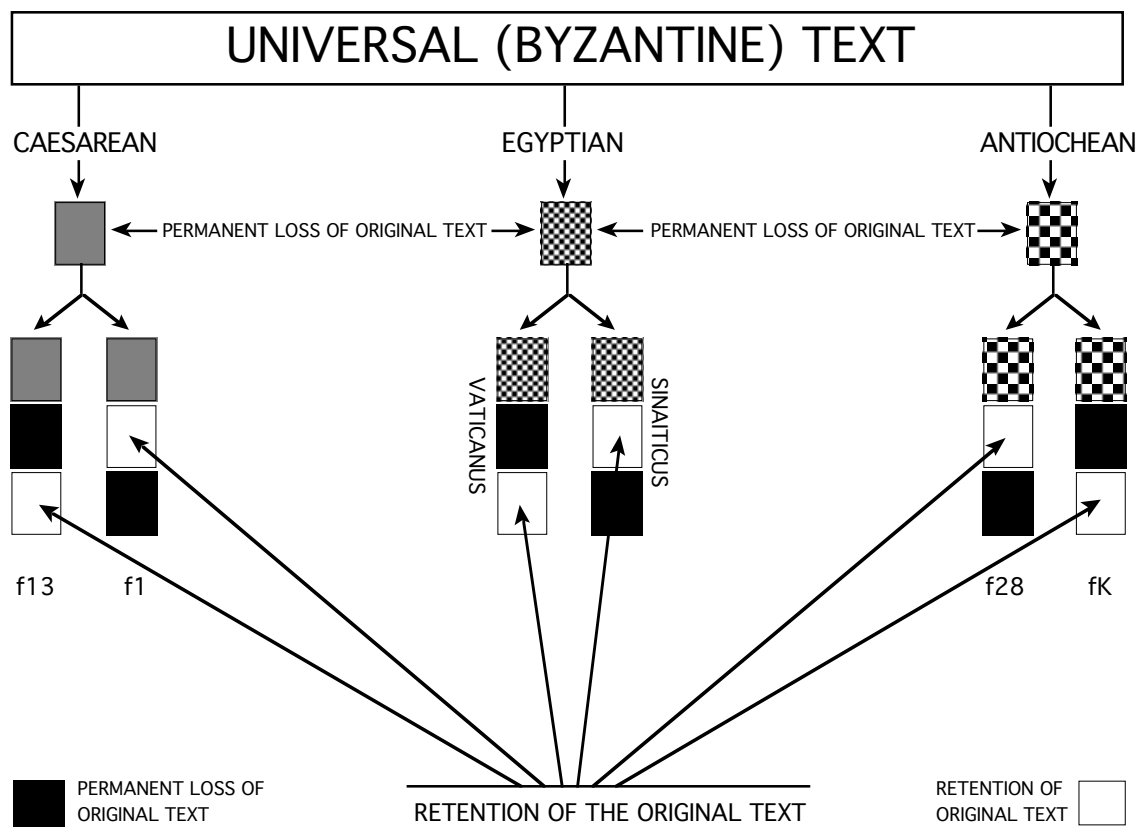 UNIVERSAL (BYZANTINE) TEXT
CAESAREAN
EGYPTIAN
ANTIOCHEAN
PERMANENT LOSS OF ORIGINAL TEXT
PERMANENT LOSS OF ORIGINAL TEXT
VATICANUS
SINAITICUS
f13
f1
f28
fK
PERMANENT LOSS OF
ORIGINAL TEXT
RETENTION OF THE ORIGINAL TEXT
RETENTION OF
ORIGINAL TEXT